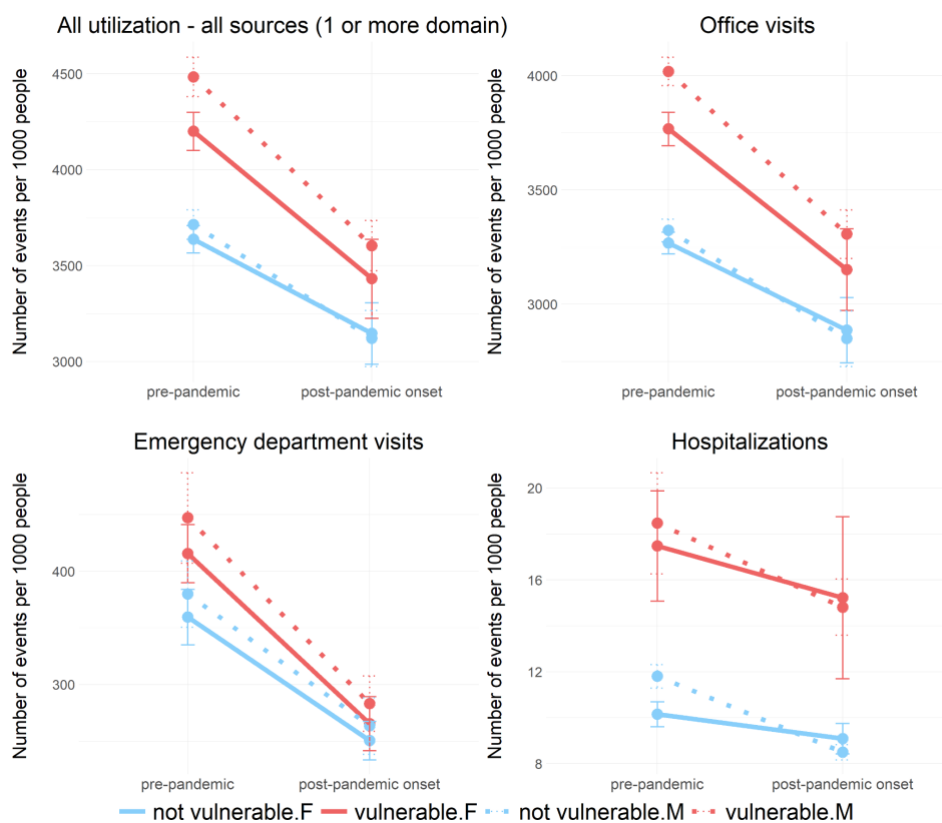 All utilization - all sources (1 or more domain)
Number of events per 1000 people
4500
4000
3500
3000
pre-pandemic
post-pandemic onset
Office visits
Number of events per 1000 people
4000
3500
3000
pre-pandemic
post-pandemic onset
Emergency department visits
Number of events per 1000 people
400
300
pre-pandemic
post-pandemic onset
Hospitalizations
Number of events per 1000 people
20
16
12
8
pre-pandemic
post-pandemic onset
not vulnerable.F vulnerable.F not vulnerable.M vulnerable.M